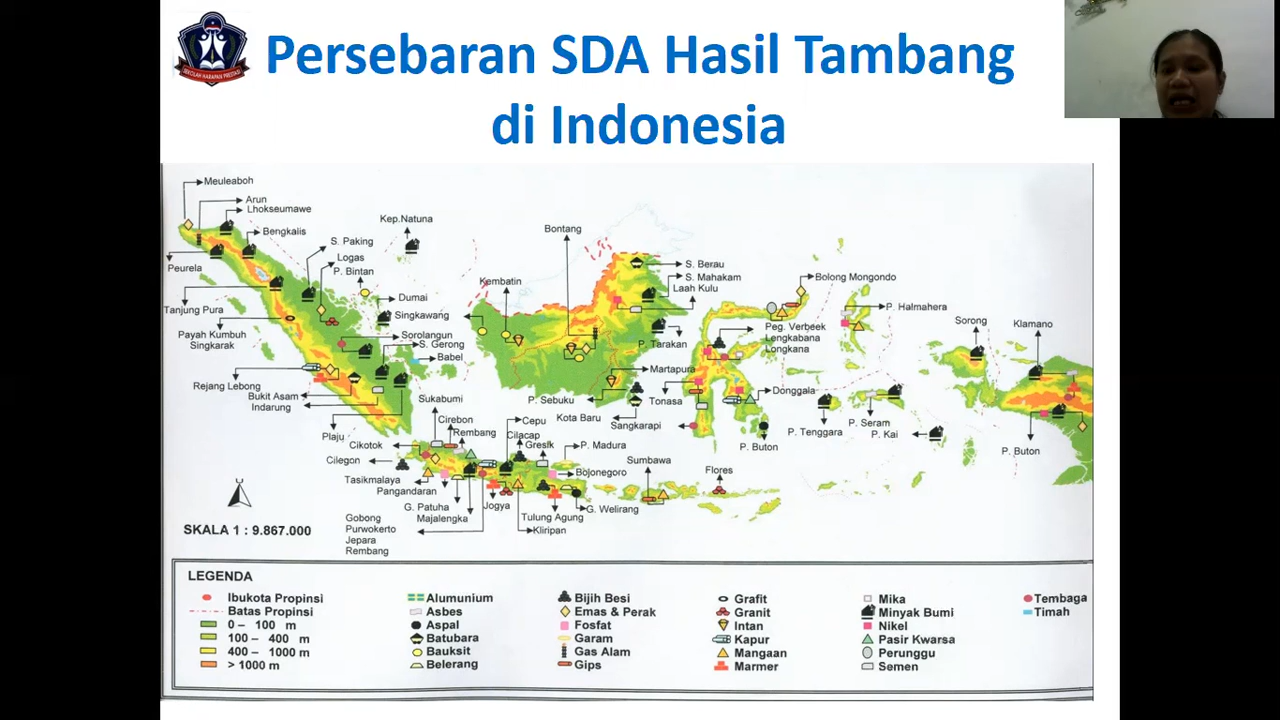 SEKOLAH HARAPAN PRESTASI
Persebaran SDA Hasil Tambang
di Indonesia
Meuleaboh
Arun
Lhokseumawe
Bengkalis
Kep.Natuna
S. Paking
Logas
P. Bintan
Bontang
Peurela
Kembatin
S. Berau
S. Mahakam
Laah Kulu
Bolong Mongondo
Tanjung Pura
Dumai
Singkawang
P. Halmahera
Payah Kumbuh
Singkarak
Sorolangun
S. Gerong
Babel
P. Tarakan
Peg. Verbeek
Lengkabana
Longkana
Sorong
Klamano
Rejang Lebong
Bukit Asam
Indarung
Martapura
P. Sebuku
Tonasa
Donggala
Plaju
Sukabumi
Cirebon
Rembang
Cepu
Cilacap
Gresik
Kota Baru
Sangkarapi
P. Buton
P. Tenggara
P. Seram
P. Kai
P. Buton
Cikotok
Cilegon
P. Madura
Bojonegoro
Sumbawa
Flores
Tasikmalaya
Pangandaran
G. Patuha
Majalengka
Jogya
Tulung Agung
Kliripan
G. Welirang
Gobong
Purwokerto
Jepara
Rembang
SKALA 1 : 9.867.000
LEGENDA
Ibukota Propinsi
Batas Propinsi
0 – 100 m
100 – 400 m
400 – 1000 m
> 1000 m
Alumunium
Asbes
Aspal
Batubara
Bauksit
Belerang
Bijih Besi
Emas & Perak
Fosfat
Garam
Gas Alam
Gips
Grafit
Granit
Intan
Kapur
Mangaan
Marmer
Mika
Minyak Bumi
Nikel
Pasir Kwarsa
Perunggu
Semen
Tembaga
Timah